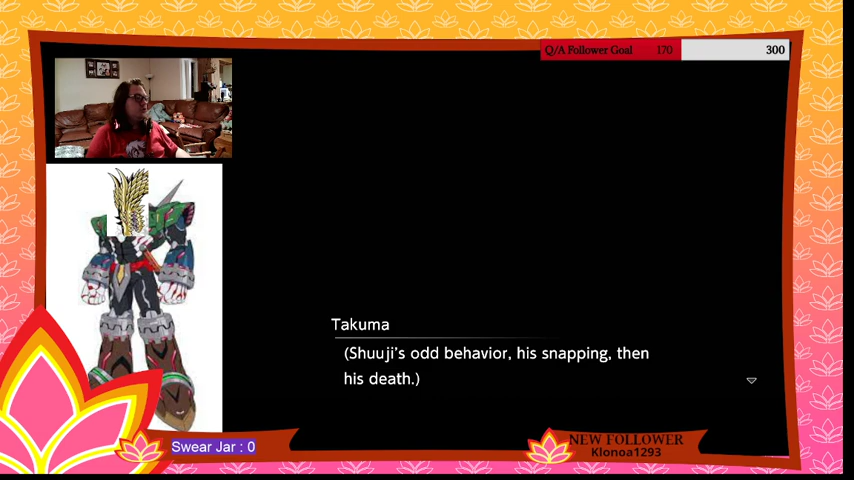 Q/A Follower Goal 170 300
Takuma
(Shuuji's odd behavior, his snapping, then
his death.)
Swear Jar : 0
NEW FOLLOWER
Klonoa1293